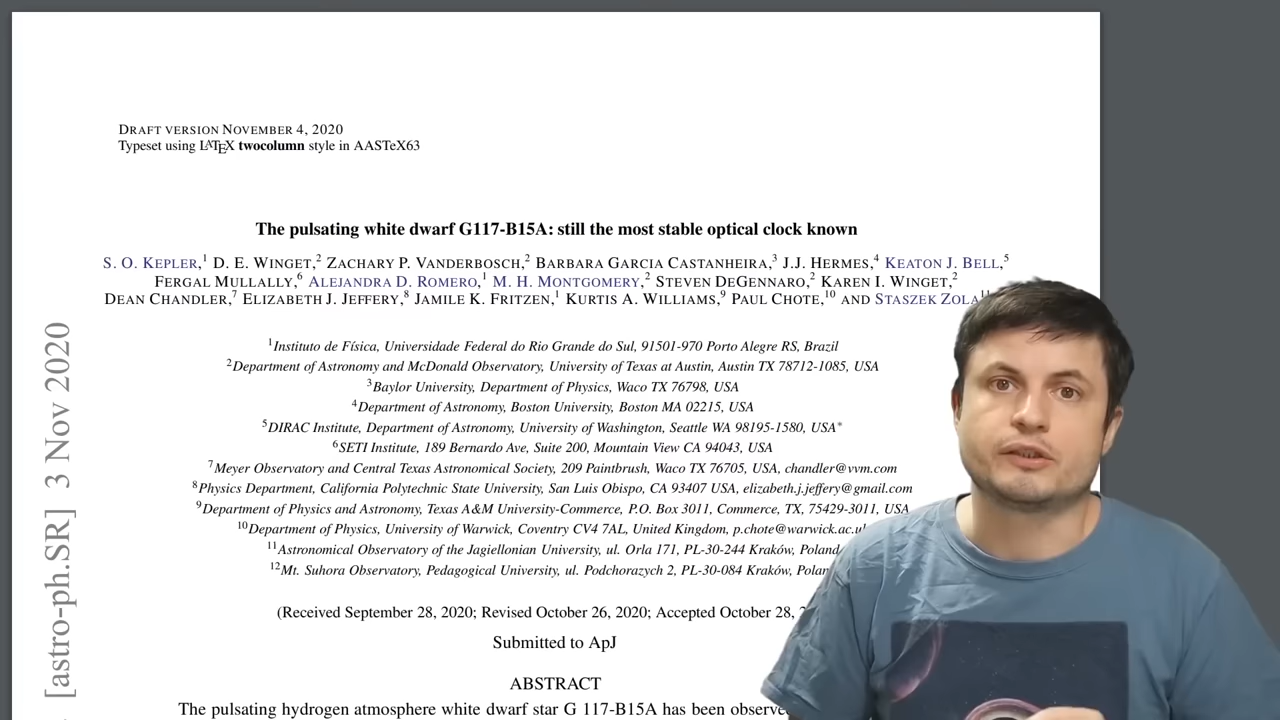 DRAFT VERSION NOVEMBER 4, 2020
Typeset using LATEX twocolumn style in AASTeX63
The pulsating white dwarf G117-B15A: still the most stable optical clock known
S. O. KEPLER,1 D. E. WINGET,2 ZACHARY P. VANDERBOSCH,2 BARBARA GARCIA CASTANHEIRA,3 J.J. HERMES,4 KEATON J. BELL,5
FERGAL MULLALLY,6 ALEJANDRA D. ROMERO,1 M. H. MONTGOMERY,2 STEVEN DEGENNARO,2 KAREN I. WINGET,2
DEAN CHANDLER,7 ELIZABETH J. JEFFERY,8 JAMILE K. FRITZEN,1 KURTIS A. WILLIAMS,9 PAUL CHOTE,10 AND STASZEK ZOLA
1Instituto de Física, Universidade Federal do Rio Grande do Sul, 91501-970 Porto Alegre RS, Brazil
2Department of Astronomy and McDonald Observatory, University of Texas at Austin, Austin TX 78712-1085, USA
3Baylor University, Department of Physics, Waco TX 76798, USA
4Department of Astronomy, Boston University, Boston MA 02215, USA
5DIRAC Institute, Department of Astronomy, University of Washington, Seattle WA 98195-1580, USA*
6SETI Institute, 189 Bernardo Ave, Suite 200, Mountain View CA 94043, USA
7Meyer Observatory and Central Texas Astronomical Society, 209 Paintbrush, Waco TX 76705, USA, chandler@vvm.com
8Physics Department, California Polytechnic State University, San Luis Obispo, CA 93407 USA, elizabeth.j.jeffery@gmail.com
9Department of Physics and Astronomy, Texas A&M University-Commerce, P.O. Box 3011, Commerce, TX, 75429-3011, USA
10Department of Physics, University of Warwick, Coventry CV4 7AL, United Kingdom, p.chote@warwick.ac.u
11Astronomical Observatory of the Jagiellonian University, ul. Orla 171, PL-30-244 Kraków, Poland
12Mt. Suhora Observatory, Pedagogical University, ul. Podchorazych 2, PL-30-084 Kraków, Polan
(Received September 28, 2020; Revised October 26, 2020; Accepted October 28, 2
Submitted to ApJ
ABSTRACT
The pulsating hydrogen atmosphere white dwarf star G 117-B15A has been observe
[astro-ph.SR] 3 Nov 2020